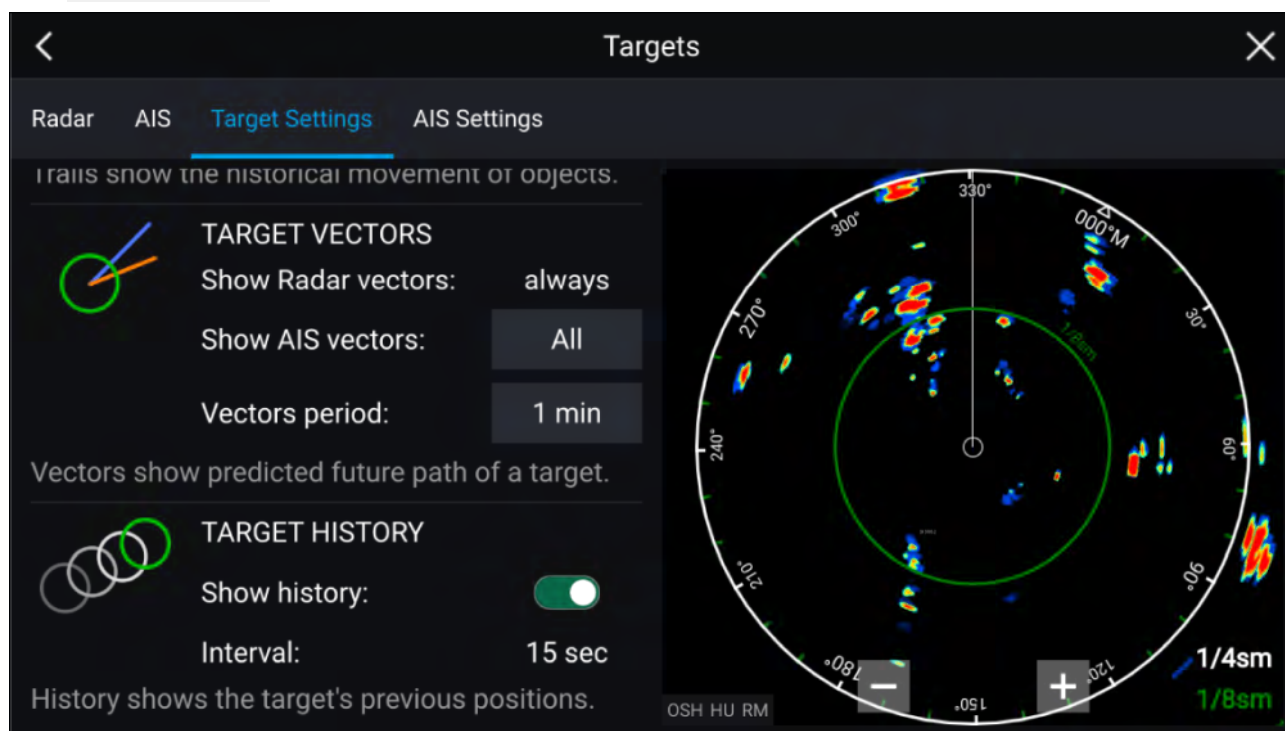 Targets
Radar AIS Target Settings AIS Settings
Trails show the historical movement of objects.
TARGET VECTORS
Show Radar vectors: always
Show AIS vectors: All
Vectors period: 1 min
Vectors show predicted future path of a target.
TARGET HISTORY
Show history:
Interval: 15 sec
History shows the target's previous positions.
330°
000°M
30°
60°
90°
120°
150°
180°
210°
240°
270°
300°
1/8sm
OSH HU RM
− +
1/4sm
1/8sm